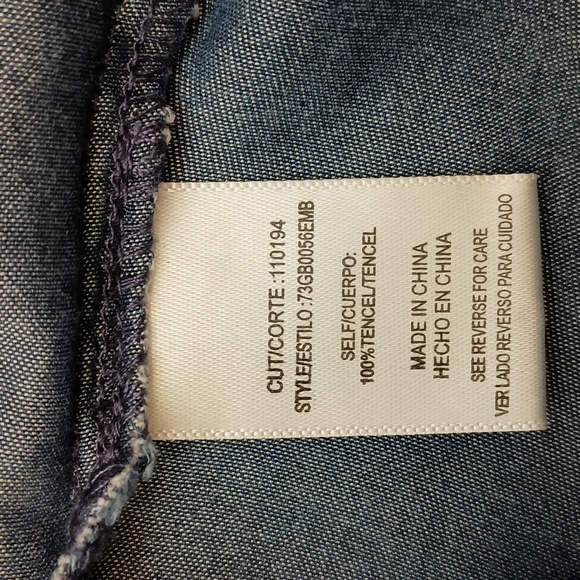 CUT/CORTE :110194
STYLE/ESTILO :73GB0056EMB
SELF/CUERPO:
100%TENCEL/TENCEL
MADE IN CHINA
HECHO EN CHINA
SEE REVERSE FOR CARE
VER LADO REVERSO PARA CUIDADO